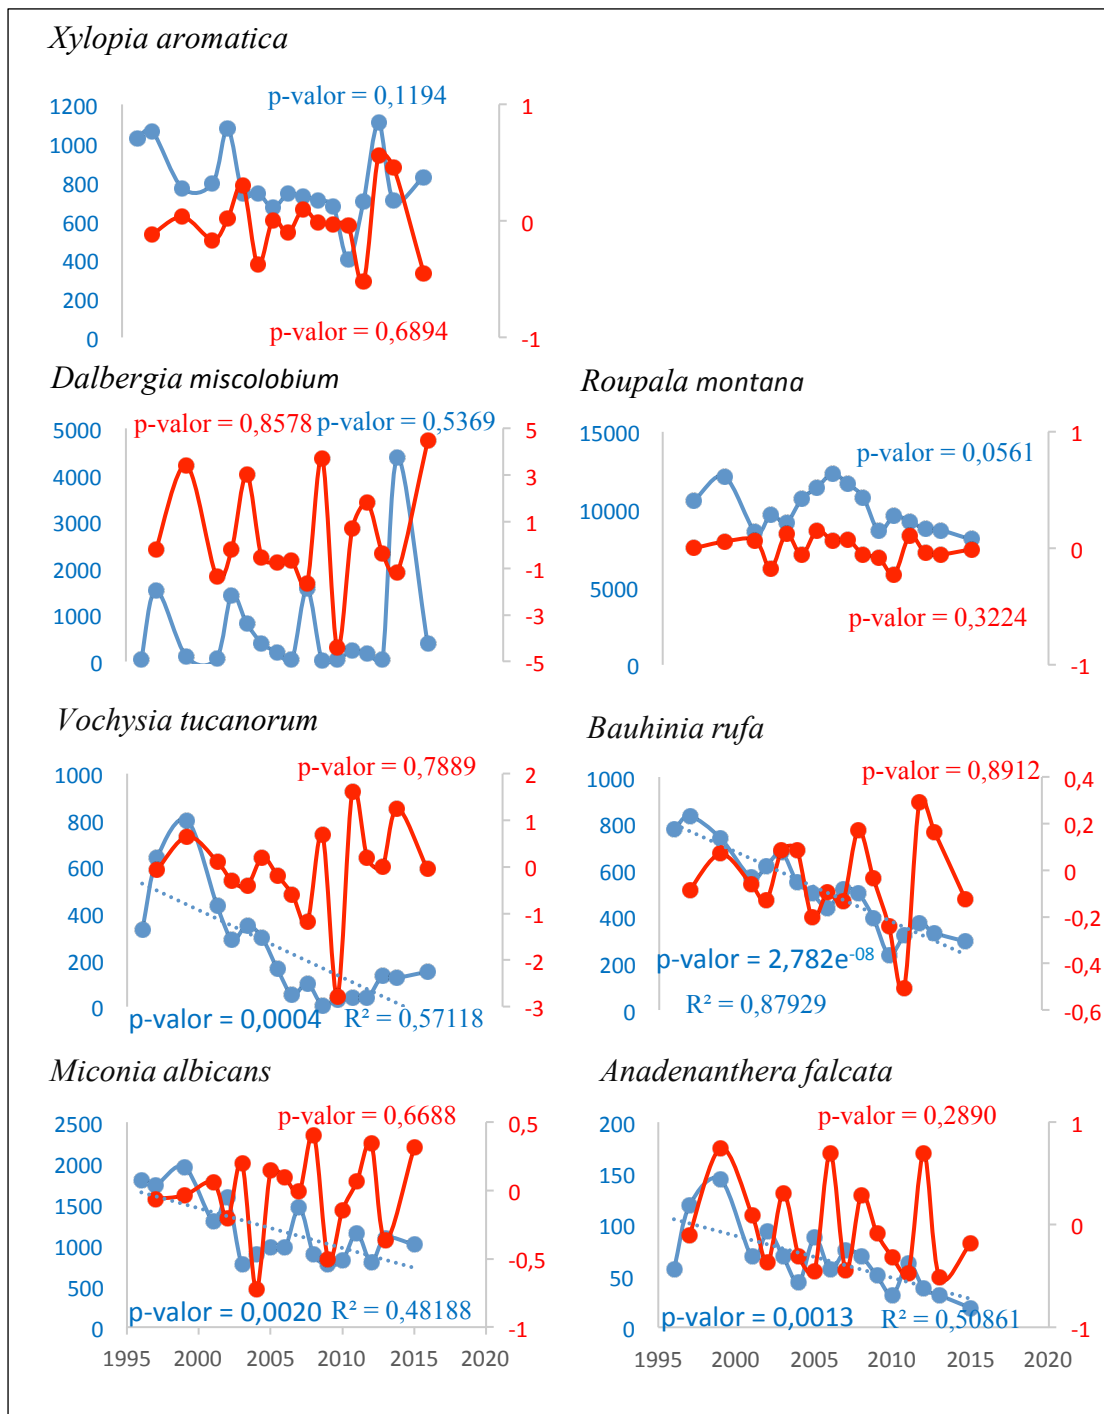 Xylopia aromatica
p-valor = 0,1194
1200
1000
800
600
400
200
0
1
0
-1
p-valor = 0,6894
Dalbergia miscolobium
p-valor = 0,8578
p-valor = 0,5369
5000
4000
3000
2000
1000
0
5
3
1
-1
-3
-5
Roupala montana
p-valor = 0,0561
15000
10000
5000
0
1
0
-1
p-valor = 0,3224
Vochysia tucanorum
p-valor = 0,7889
1000
800
600
400
200
0
2
1
0
-1
-2
-3
p-valor = 0,0004
R² = 0,57118
Bauhinia rufa
p-valor = 0,8912
1000
800
600
400
200
0
0,4
0,2
0
-0,2
-0,4
-0,6
p-valor = 2,782e⁻⁰⁸
R² = 0,87929
Miconia albicans
p-valor = 0,6688
2500
2000
1500
1000
500
0
0,5
0
-0,5
-1
p-valor = 0,0020
R² = 0,48188
1995 2000 2005 2010 2015 2020
Anadenanthera falcata
p-valor = 0,2890
200
150
100
50
0
1
0
-1
p-valor = 0,0013
R² = 0,50861
1995 2000 2005 2010 2015 2020